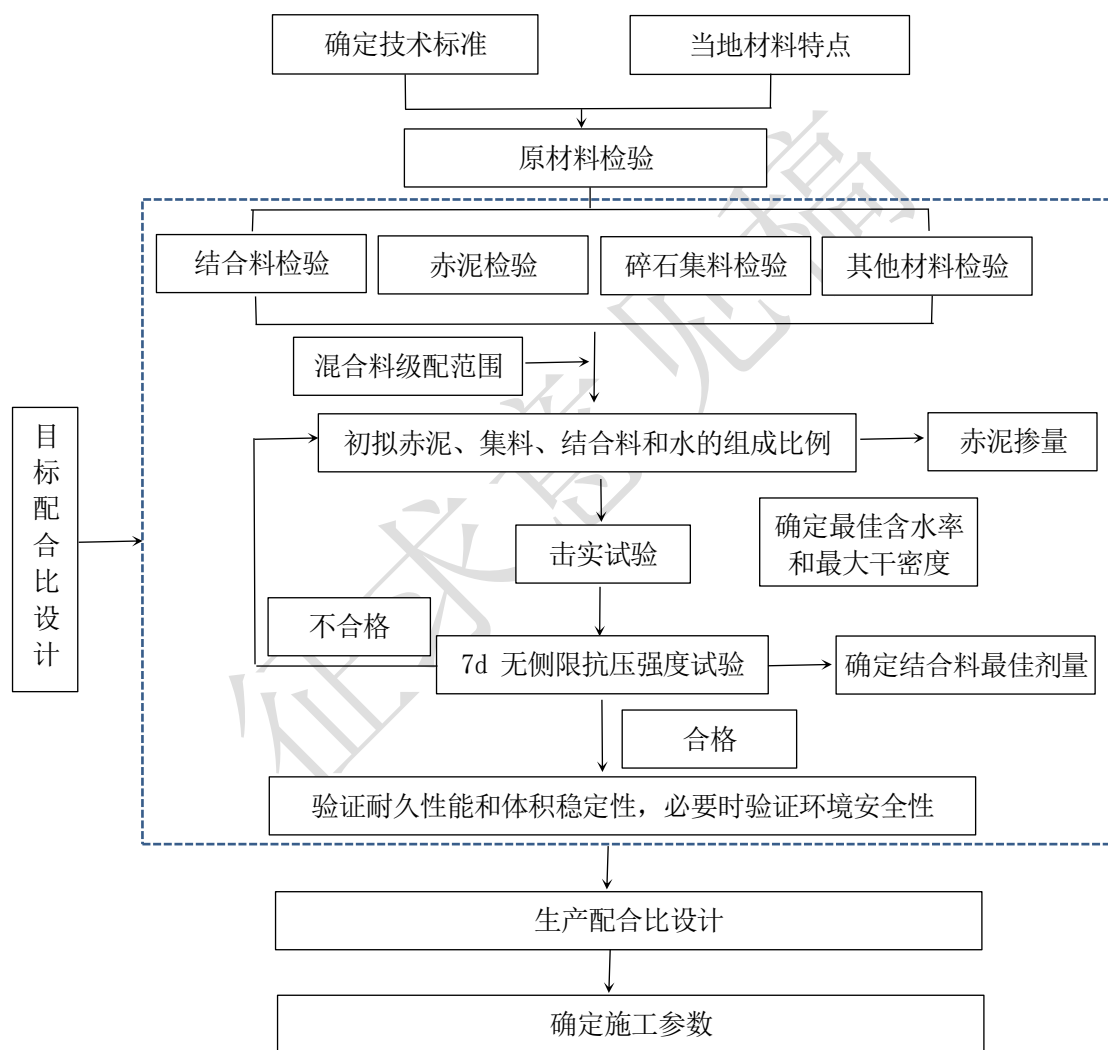 确定技术标准
当地材料特点
原材料检验
结合料检验
赤泥检验
碎石集料检验
其他材料检验
混合料级配范围
目标配合比设计
初拟赤泥、集料、结合料和水的组成比例
赤泥掺量
击实试验
确定最佳含水率
和最大干密度
不合格
7d 无侧限抗压强度试验
确定结合料最佳剂量
合格
验证耐久性能和体积稳定性，必要时验证环境安全性
生产配合比设计
确定施工参数
征求意见稿